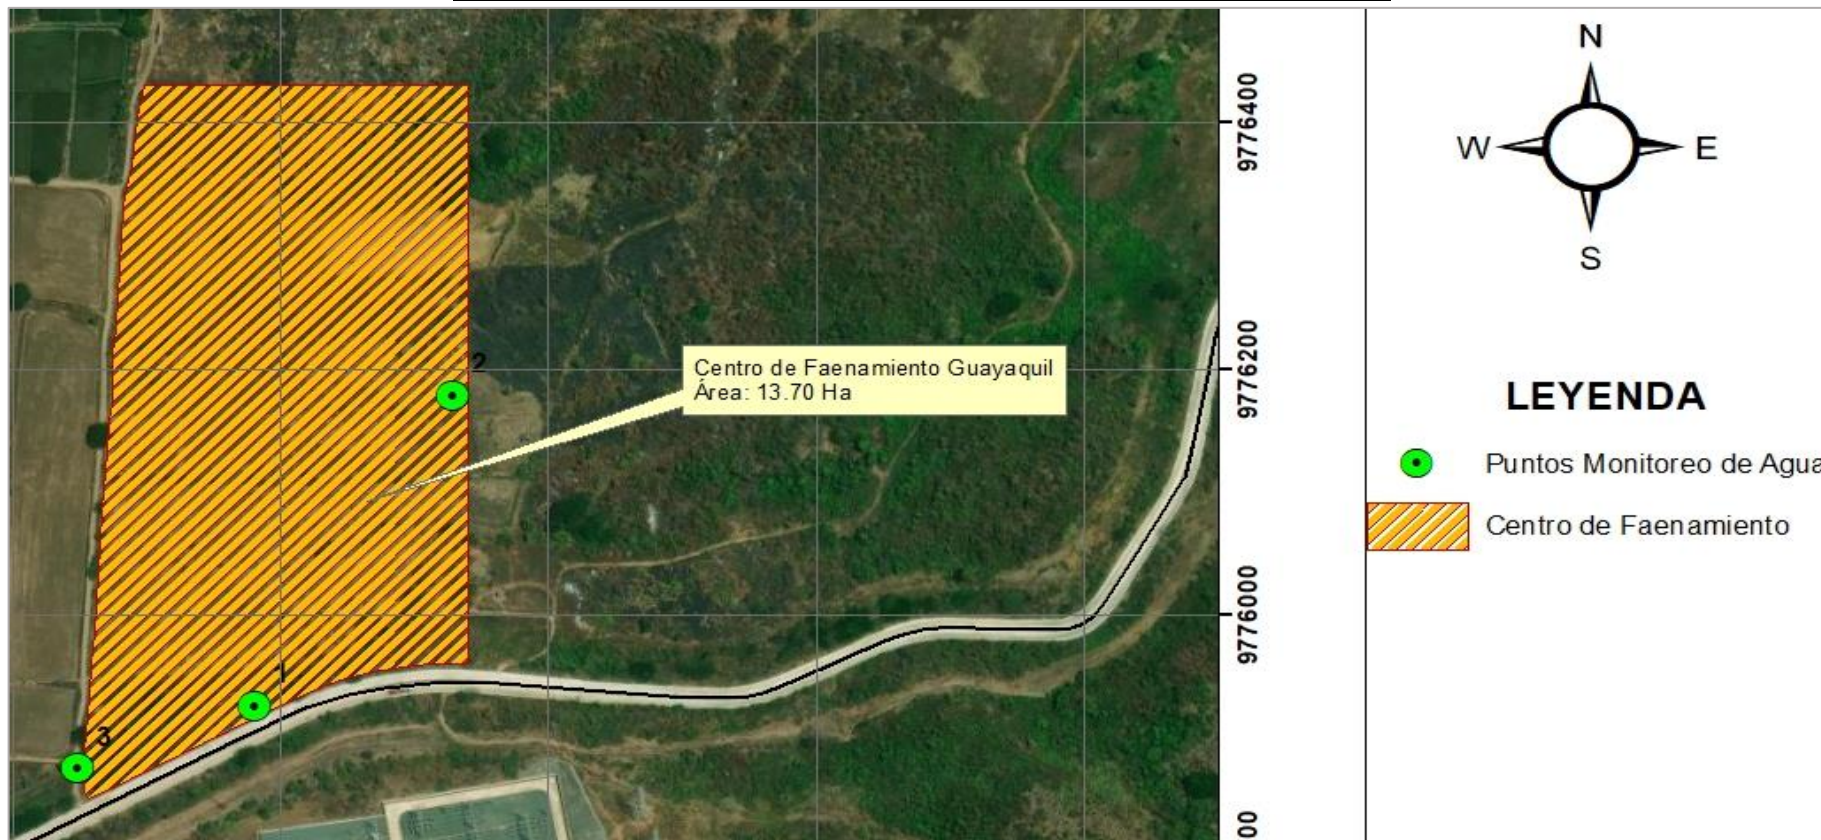 N
W
E
S
9776400
9776200
9776000
00
2
Centro de Faenamiento Guayaquil
Área: 13.70 Ha
1
3
LEYENDA
Puntos Monitoreo de Agua
Centro de Faenamiento